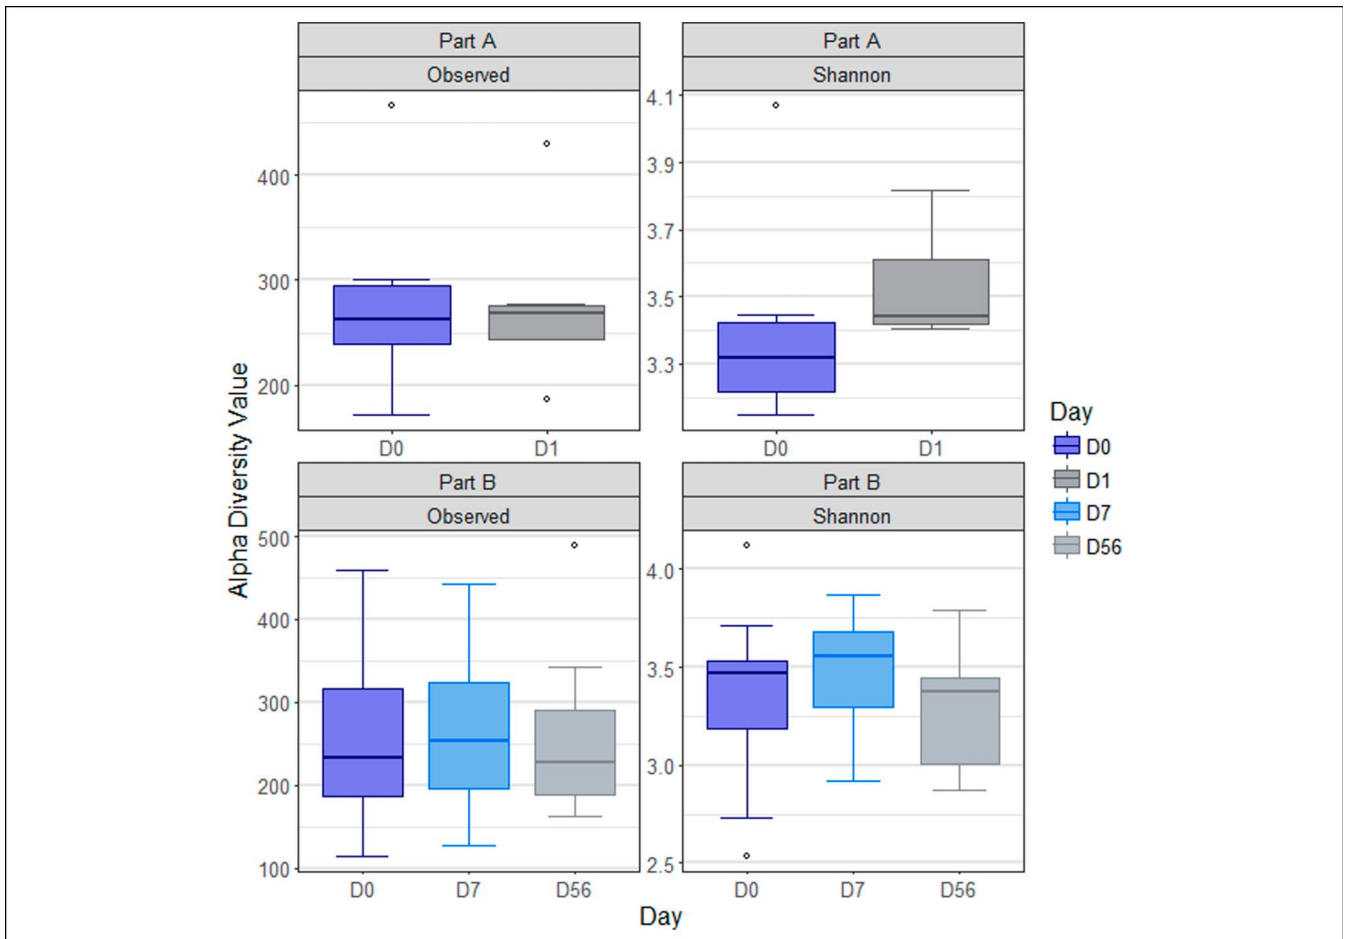 Part A
Observed
Part A
Shannon
400
300
200
D0
D1
4.1
3.9
3.7
3.5
3.3
D0
D1
Part B
Observed
Part B
Shannon
500
400
300
200
100
D0
D7
D56
4.0
3.5
3.0
2.5
D0
D7
D56
Alpha Diversity Value
Day
Day
D0
D1
D7
D56